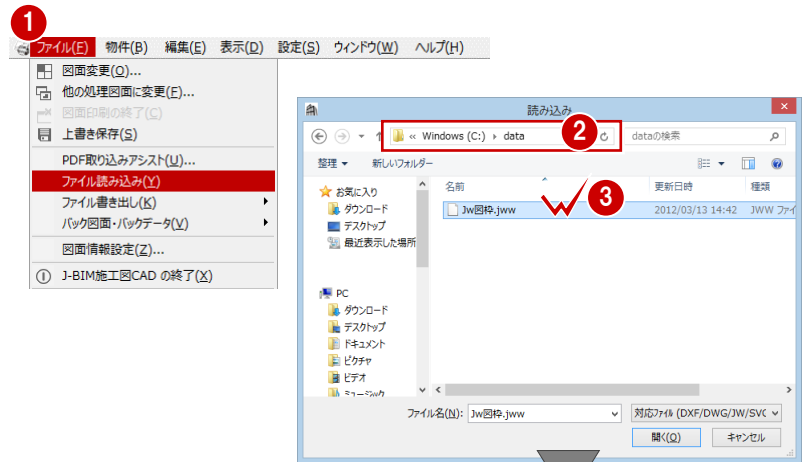 1
ファイル(F) 物件(B) 編集(E) 表示(D) 設定(S) ウィンドウ(W) ヘルプ(H)
図面変更(O)...
他の処理図面に変更(F)...
図面印刷の終了(C)
上書き保存(S)
PDF取り込みアシスト(U)...
ファイル読み込み(Y)
ファイル書き出し(K)
バック図面・バックデータ(V)
図面情報設定(Z)...
J-BIM施工図CAD の終了(X)
読み込み
2
« Windows (C:) data
dataの検索
整理 新しいフォルダー
名前 更新日時 種類
3
Jw図枠.jww 2012/03/13 14:42 JWW ファイ
お気に入り
ダウンロード
デスクトップ
最近表示した場所
PC
ダウンロード
デスクトップ
ドキュメント
ピクチャ
ビデオ
ミュージック
ファイル名(N): Jw図枠.jww 対応ファイル (DXF/DWG/JW/SVC
開く(O) キャンセル